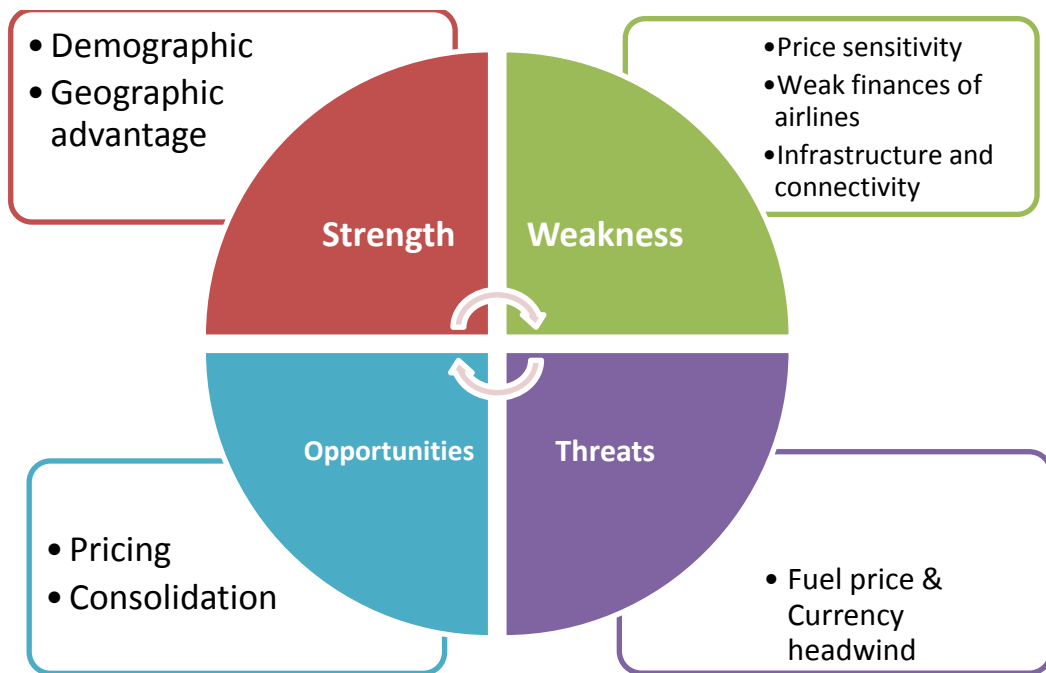 • Demographic
• Geographic
advantage
•Price sensitivity
•Weak finances of
airlines
•Infrastructure and
connectivity
Strength
Weakness
Opportunities
Threats
• Pricing
• Consolidation
• Fuel price &
Currency
headwind